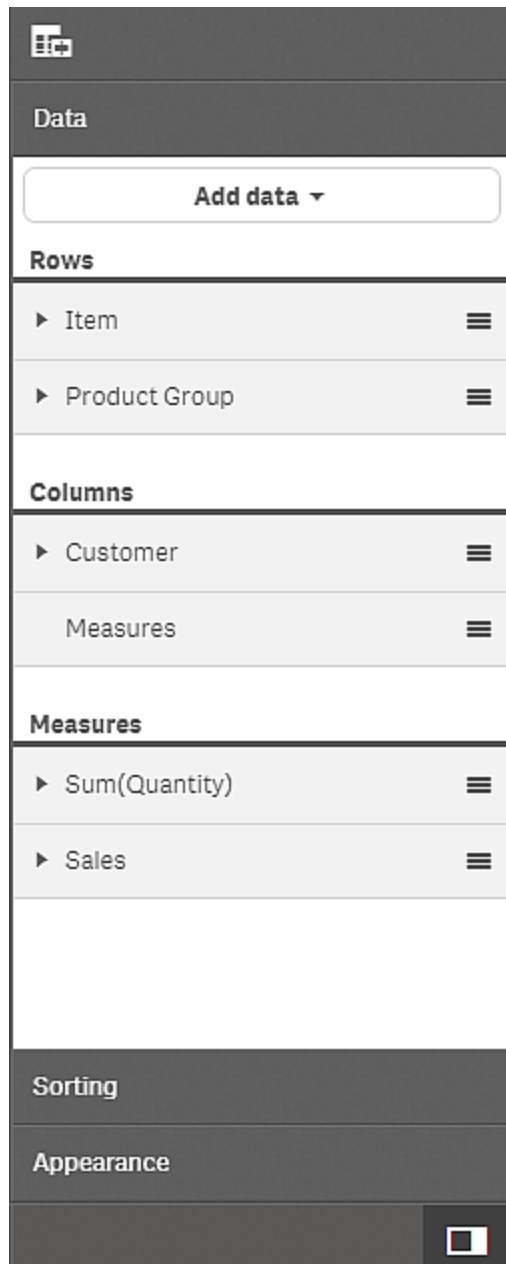 Data
Add data
Rows
Item
Product Group
Columns
Customer
Measures
Measures
Sum(Quantity)
Sales
Sorting
Appearance